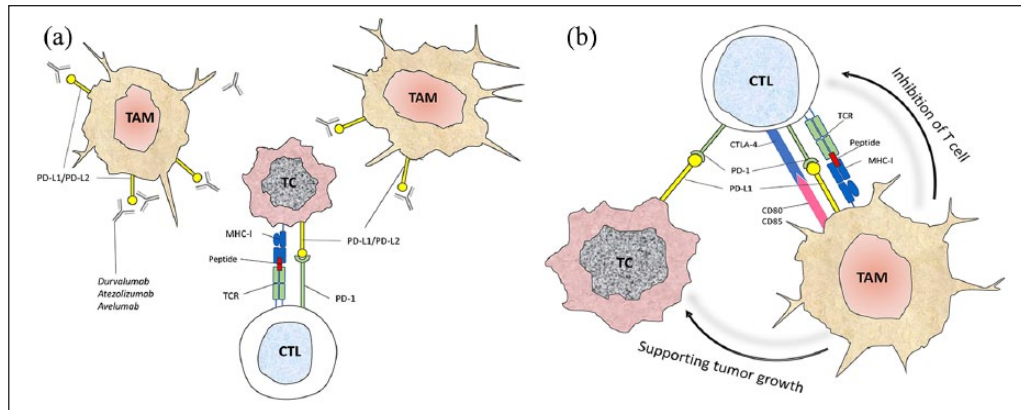 (a)
TAM
PD-L1/PD-L2
Durvalumab
Atezolizumab
Avelumab
TAM
TC
MHC-I
PD-L1/PD-L2
Peptide
TCR
PD-1
CTL
(b)
CTL
Inhibition of T cell
CTLA-4
TCR
Peptide
PD-1
MHC-I
PD-L1
CD80
CD85
TC
TAM
Supporting tumor growth